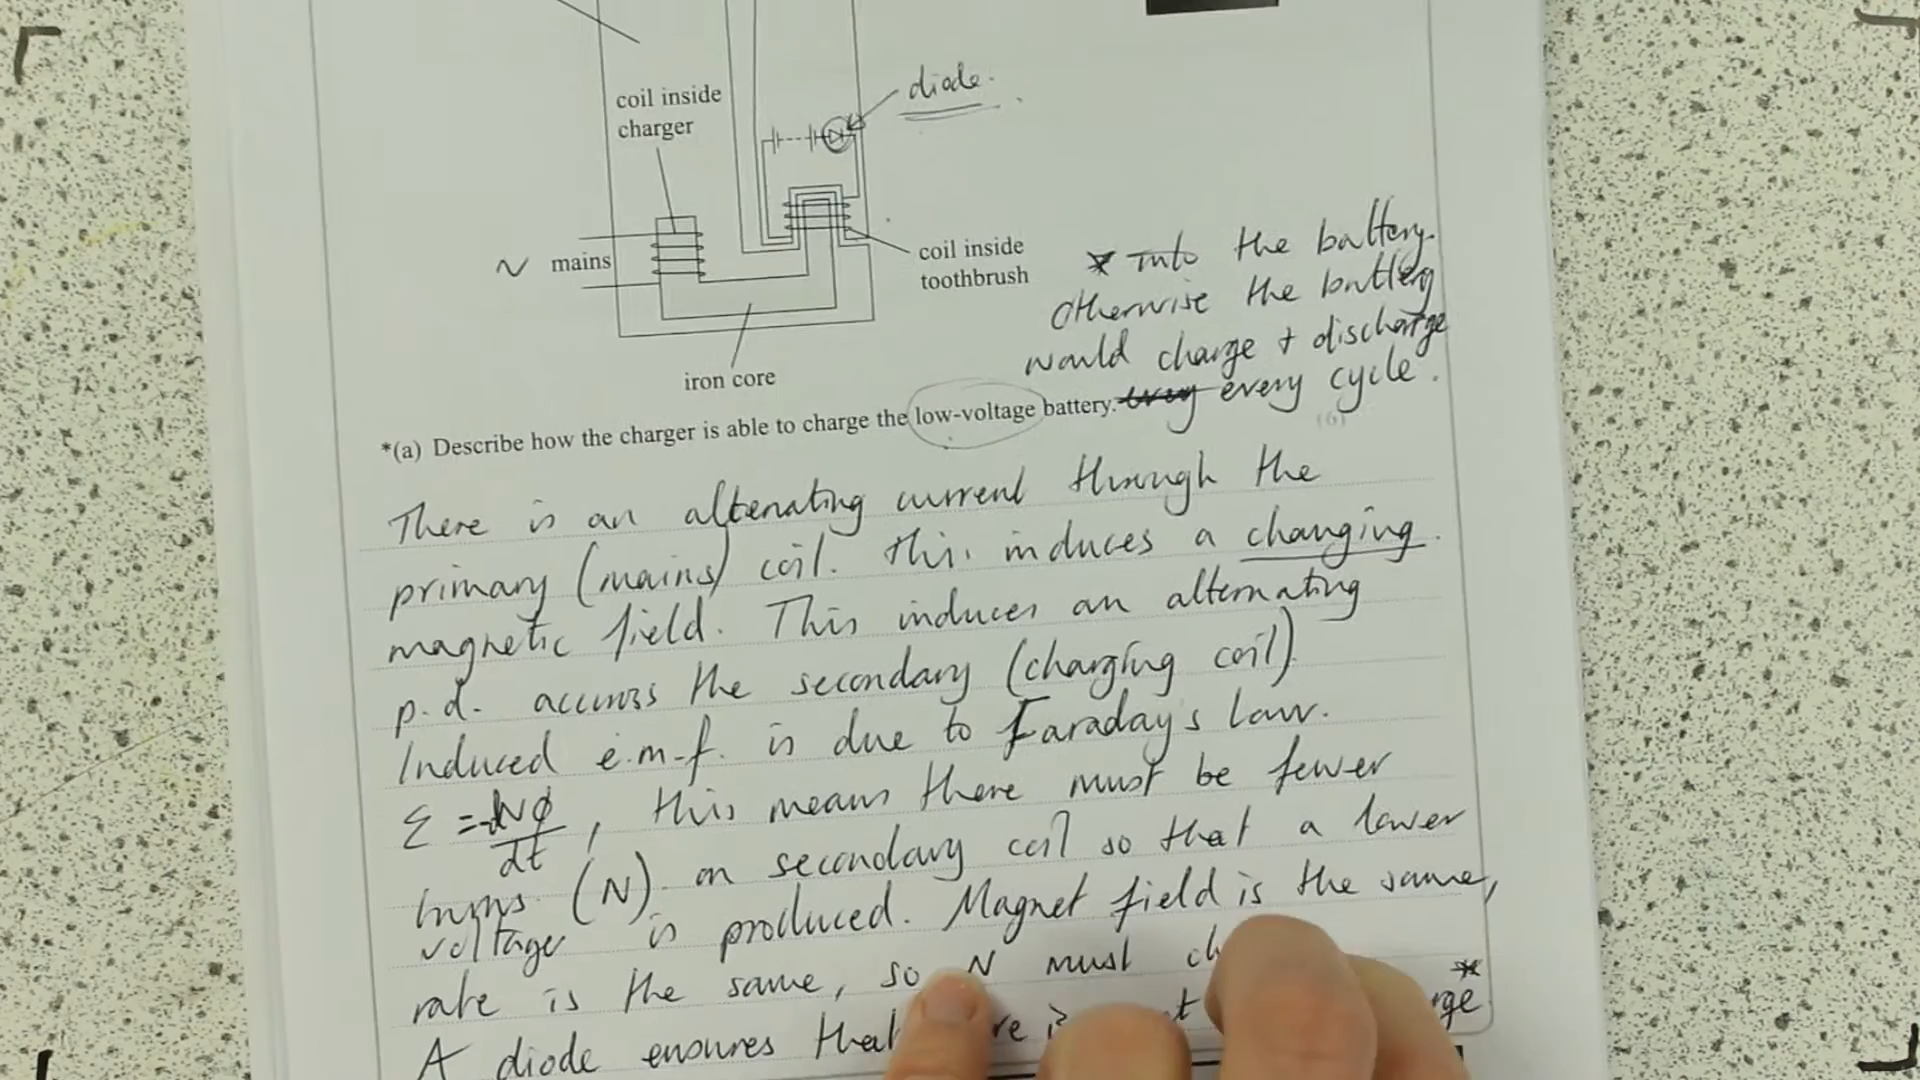 coil inside
charger
diode.
~ mains
coil inside
toothbrush
iron core
* into the battery.
otherwise the battery
would charge + discharge
every cycle.
*(a) Describe how the charger is able to charge the low-voltage battery.
(6)
There is an alternating current through the
primary (mains) coil. This induces a changing
magnetic field. This induces an alternating
p.d. accross the secondary (charging coil).
Induced e.m.f. is due to Faraday's Law.
ε = -dNϕ/dt, this means there must be fewer
turns (N) on secondary coil so that a lower
voltage is produced. Magnet field is the same,
rate is the same, so N must
A diode ensures that
*